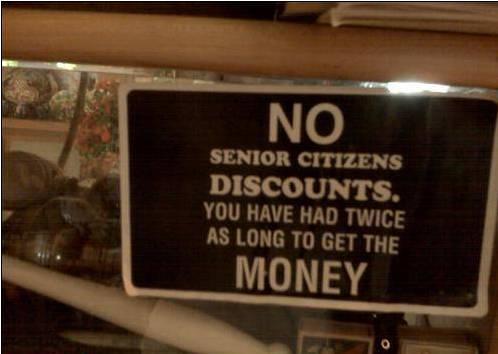 NO
SENIOR CITIZENS
DISCOUNTS.
YOU HAVE HAD TWICE
AS LONG TO GET THE
MONEY